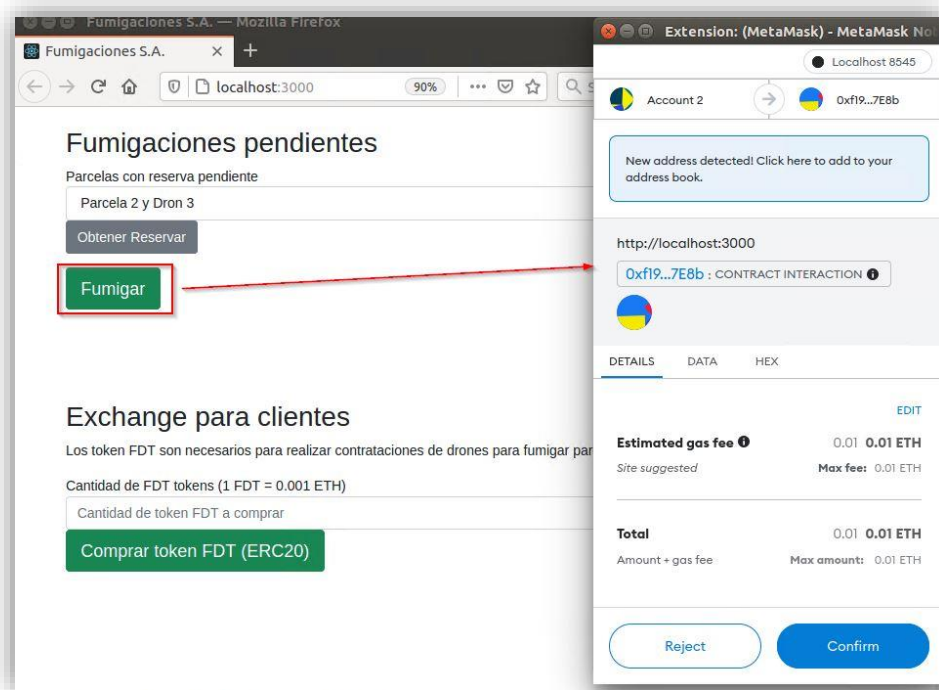 Fumigaciones S.A. — Mozilla Firefox
Fumigaciones S.A.
localhost:3000
90%
Fumigaciones pendientes
Parcelas con reserva pendiente
Parcela 2 y Dron 3
Obtener Reservar
Fumigar
Exchange para clientes
Los token FDT son necesarios para realizar contrataciones de drones para fumigar
Cantidad de FDT tokens (1 FDT = 0.001 ETH)
Cantidad de token FDT a comprar
Comprar token FDT (ERC20)
Extension: (MetaMask) - MetaMask
Localhost 8545
Account 2
0xf19...7E8b
New address detected! Click here to add to your
address book.
http://localhost:3000
0xf19...7E8b : CONTRACT INTERACTION
DETAILS DATA HEX
EDIT
Estimated gas fee 0.01 0.01 ETH
Site suggested Max fee: 0.01 ETH
Total 0.01 0.01 ETH
Amount + gas fee Max amount: 0.01 ETH
Reject Confirm